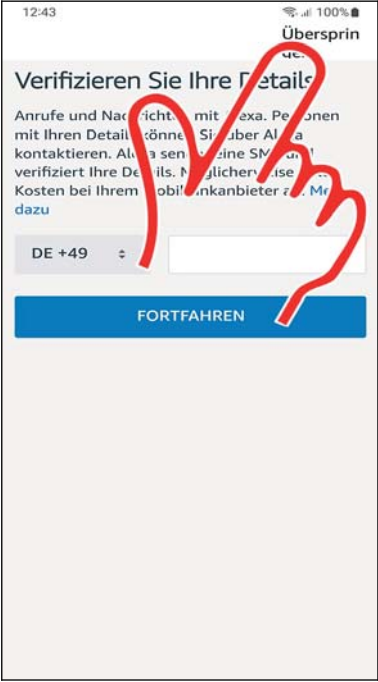 12:43 100%
Übersprin
Verifizieren Sie Ihre Details
Anrufe und Nachrichten mit Alexa. Personen
mit Ihren Details können Sie über Alexa
kontaktieren. Alexa sendet eine SMS und
verifiziert Ihre Details. Möglicherweise
Kosten bei Ihrem Mobilfunkanbieter an.
dazu
DE +49
FORTFAHREN